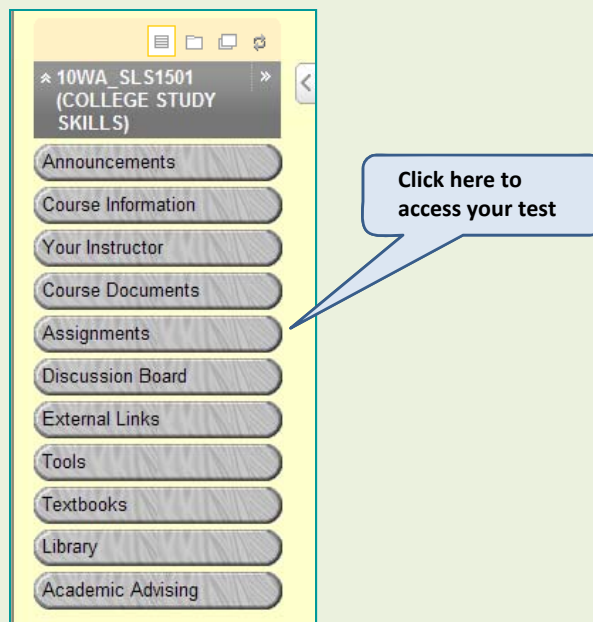 10WA_SLS1501
(COLLEGE STUDY
SKILLS)
Announcements
Course Information
Your Instructor
Course Documents
Assignments
Discussion Board
External Links
Tools
Textbooks
Library
Academic Advising
Click here to
access your test